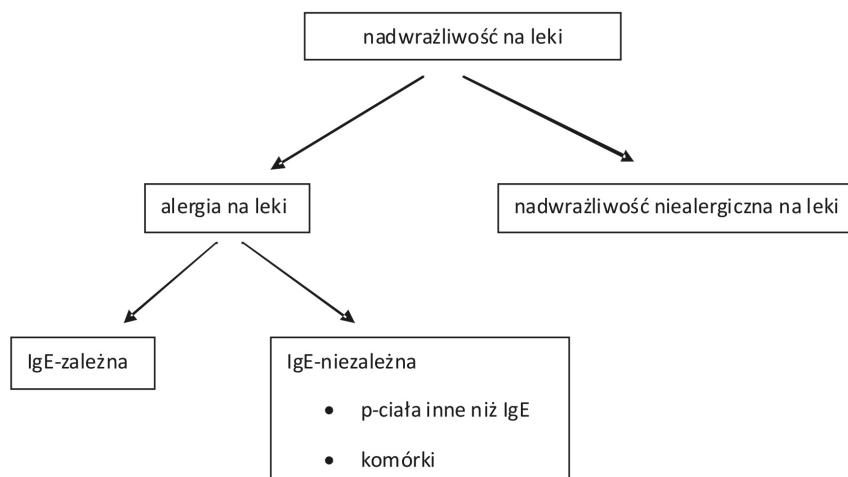 nadwrażliwość na leki
alergia na leki
nadwrażliwość niealergiczna na leki
IgE-zależna
IgE-niezależna
• p-ciała inne niż IgE
• komórki